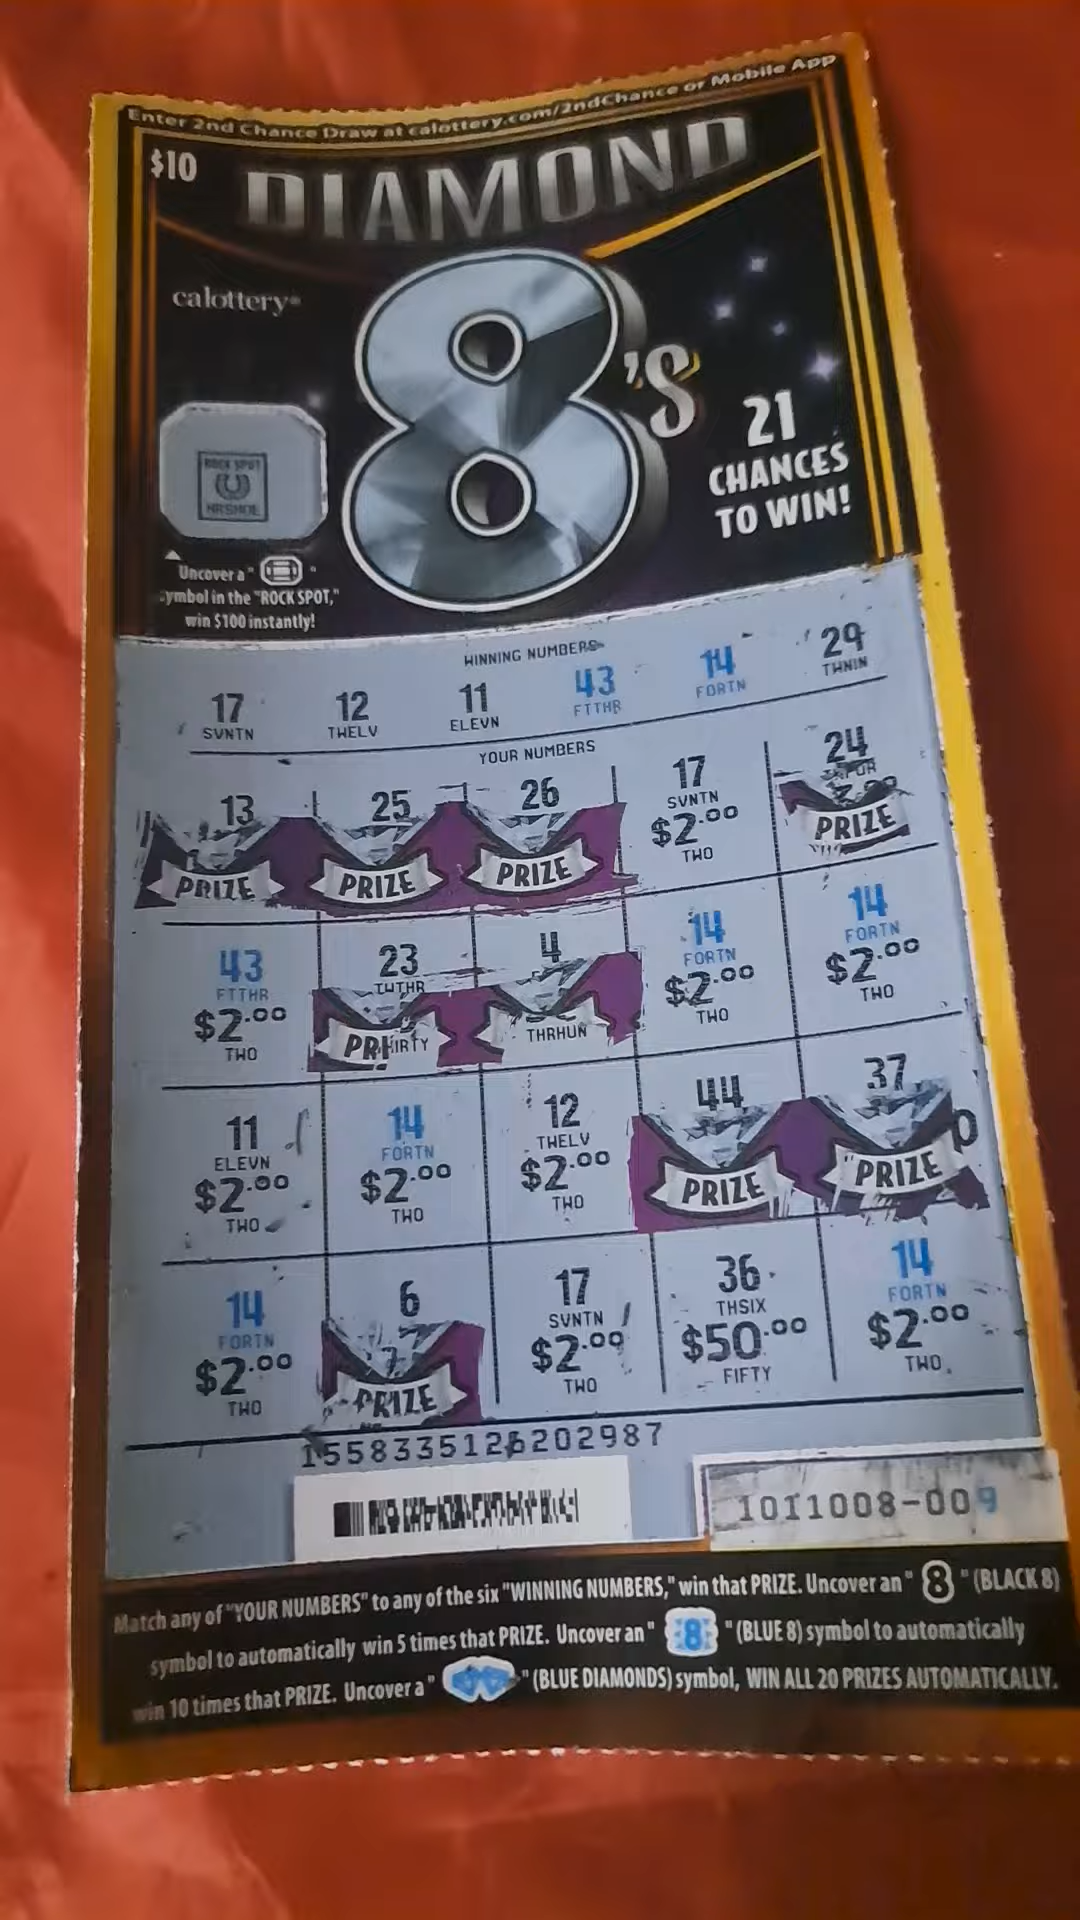 Enter 2nd Chance Draw at calottery.com/2ndChance or Mobile App
$10
DIAMOND
8's
calottery®
21
CHANCES
TO WIN!
ROCK SPOT
HRSHOE
Uncover a " "
symbol in the "ROCK SPOT,"
win $100 instantly!
WINNING NUMBERS
17 12 11 43 14 29
SVNTN TWELV ELEVN FTTHR FORTN TWNIN
YOUR NUMBERS
13 25 26 17 24
SVNTN
$2.00
TWO
PRIZE PRIZE PRIZE PRIZE
43 23 4 14 14
FTTHR TWTHR FORTN FORTN
$2.00 $2.00 $2.00
TWO THRHUN TWO TWO
11 14 12 44 37
ELEVN FORTN TWELV
$2.00 $2.00 $2.00 PRIZE PRIZE
TWO TWO TWO
14 6 17 36 14
FORTN SVNTN THSIX FORTN
$2.00 $2.00 $50.00 $2.00
TWO PRIZE TWO FIFTY TWO
1011008-009
Match any of "YOUR NUMBERS" to any of the six "WINNING NUMBERS," win that PRIZE. Uncover an " 8 " (BLACK 8)
symbol to automatically win 5 times that PRIZE. Uncover an " 8 " (BLUE 8) symbol to automatically
win 10 times that PRIZE. Uncover a " " (BLUE DIAMONDS) symbol, WIN ALL 20 PRIZES AUTOMATICALLY.